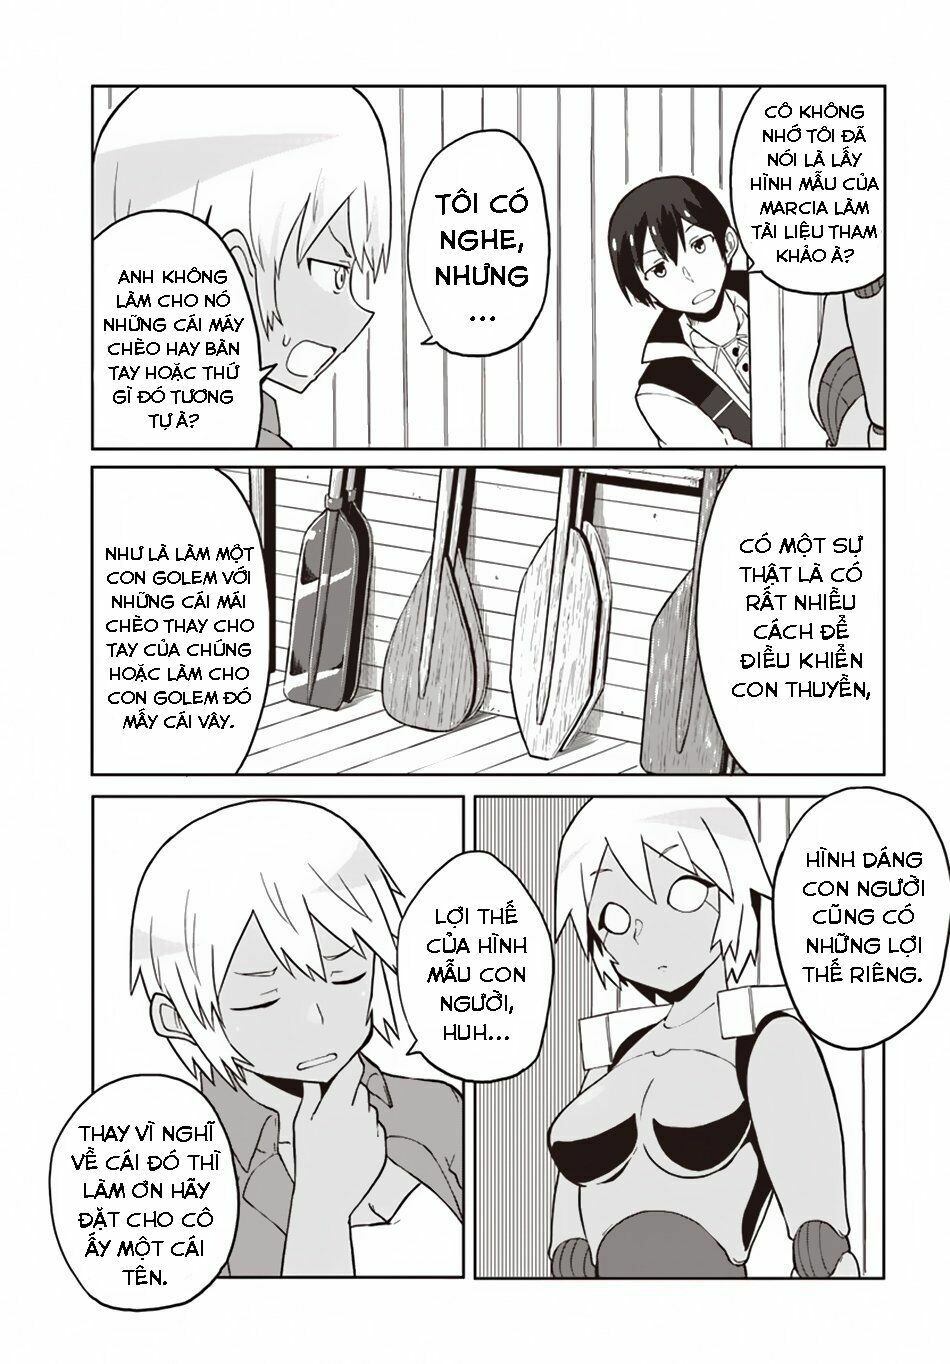 CÔ KHÔNG
NHỚ TÔI ĐÃ
NÓI LÀ LẤY
HÌNH MẪU CỦA
MARCIA LÀM
TÀI LIỆU THAM
KHẢO À?
TÔI CÓ
NGHE,
NHƯNG
...
ANH KHÔNG
LÀM CHO NÓ
NHỮNG CÁI MÁY
CHÈO HAY BÀN
TAY HOẶC THỨ
GÌ ĐÓ TƯƠNG
TỰ À?
CÓ MỘT SỰ
THẬT LÀ CÓ
RẤT NHIỀU
CÁCH ĐỂ
ĐIỀU KHIỂN
CON THUYỀN,
NHƯ LÀ LÀM MỘT
CON GOLEM VỚI
NHỮNG CÁI MÁI
CHÈO THAY CHO
TAY CỦA CHÚNG
HOẶC LÀM CHO
CON GOLEM ĐÓ
MẤY CÁI VÂY.
HÌNH DÁNG
CON NGƯỜI
CŨNG CÓ
NHỮNG LỢI
THẾ RIÊNG.
LỢI THẾ
CỦA HÌNH
MẪU CON
NGƯỜI,
HUH...
THAY VÌ NGHĨ
VỀ CÁI ĐÓ THÌ
LÀM ƠN HÃY
ĐẶT CHO CÔ
ẤY MỘT CÁI
TÊN.